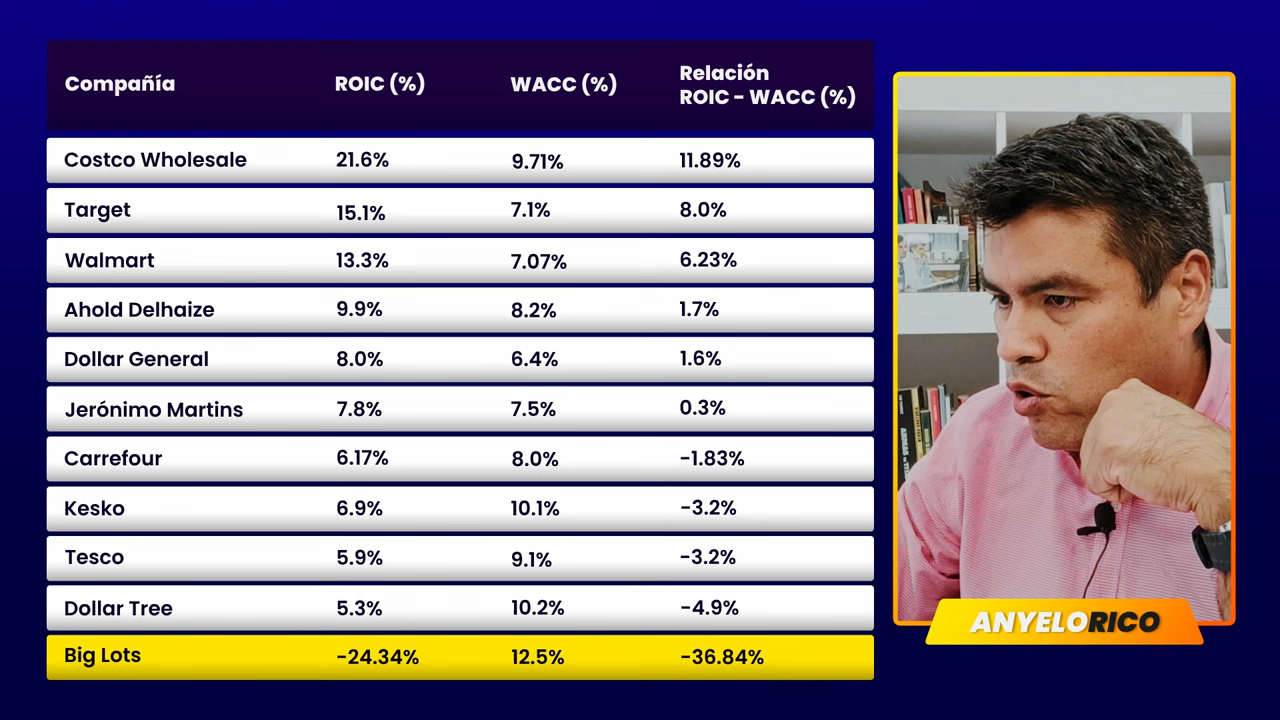 Compañía ROIC (%) WACC (%) Relación
ROIC - WACC (%)
Costco Wholesale 21.6% 9.71% 11.89%
Target 15.1% 7.1% 8.0%
Walmart 13.3% 7.07% 6.23%
Ahold Delhaize 9.9% 8.2% 1.7%
Dollar General 8.0% 6.4% 1.6%
Jerónimo Martins 7.8% 7.5% 0.3%
Carrefour 6.17% 8.0% -1.83%
Kesko 6.9% 10.1% -3.2%
Tesco 5.9% 9.1% -3.2%
Dollar Tree 5.3% 10.2% -4.9%
Big Lots -24.34% 12.5% -36.84%
ANYELORICO